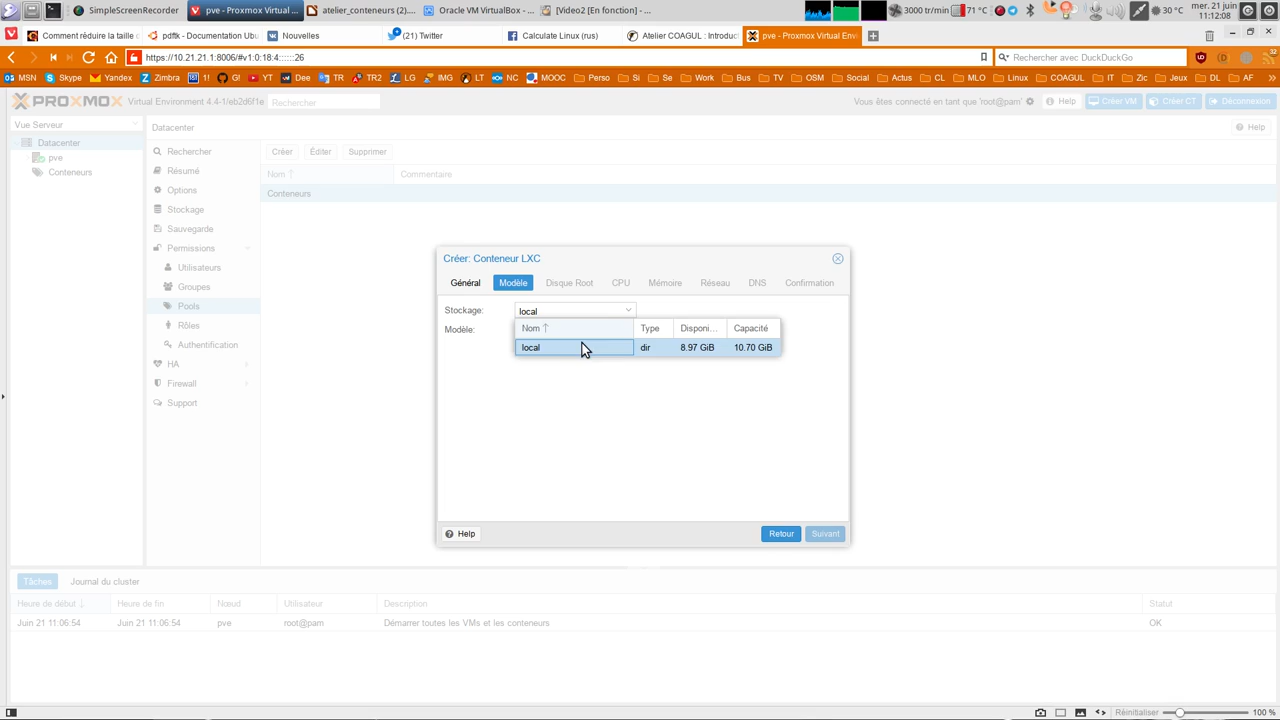 SimpleScreenRecorder
pve - Proxmox Virtual ...
atelier_conteneurs (2)....
Oracle VM VirtualBox - ...
[Video2 [En fonction] - ...
3000 tr/min
71 °C
30 °C
mer. 21 juin
11:12:08
Comment réduire la taille c
pdftk - Documentation Ubu
Nouvelles
(21) Twitter
Calculate Linux (rus)
Atelier COAGUL : Introduct
pve - Proxmox Virtual Envi
https://10.21.21.1:8006/#v1:0:18:4::::::26
Rechercher avec DuckDuckGo
MSN
Skype
Yandex
Zimbra
1!
G!
YT
Dee
TR
TR2
LG
IMG
LT
NC
MOOC
Perso
Si
Se
Work
Bus
TV
OSM
Social
Actus
CL
MLO
Linux
COAGUL
IT
Zic
Jeux
DL
AF
PROXMOX
Virtual Environment 4.4-1/eb2d6f1e
Rechercher
Vous êtes connecté en tant que 'root@pam'
Help
Créer VM
Créer CT
Déconnexion
Vue Serveur
Datacenter
Help
Datacenter
pve
Conteneurs
Rechercher
Résumé
Options
Stockage
Sauvegarde
Permissions
Utilisateurs
Groupes
Pools
Rôles
Authentification
HA
Firewall
Support
Créer
Éditer
Supprimer
Nom ↑
Commentaire
Conteneurs
Créer: Conteneur LXC
Général
Modèle
Disque Root
CPU
Mémoire
Réseau
DNS
Confirmation
Stockage:
local
Modèle:
Nom ↑
Type
Disponi...
Capacité
local
dir
8.97 GiB
10.70 GiB
Help
Retour
Suivant
Tâches
Journal du cluster
Heure de début ↓
Heure de fin
Nœud
Utilisateur
Description
Statut
Juin 21 11:06:54
Juin 21 11:06:54
pve
root@pam
Démarrer toutes les VMs et les conteneurs
OK
Réinitialiser
100 %